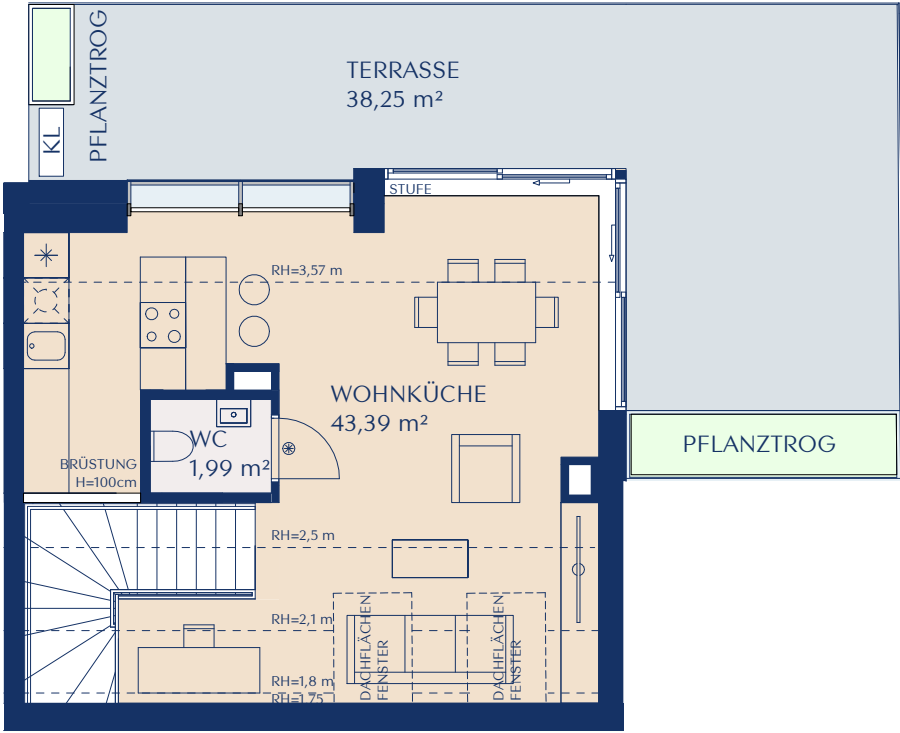 PFLANZTROG
KL
TERRASSE
38,25 m²
STUFE
RH=3,57 m
WOHNKÜCHE
43,39 m²
WC
1,99 m²
PFLANZTROG
BRÜSTUNG
H=100cm
RH=2,5 m
RH=2,1 m
DACHFLÄCHEN
FENSTER
DACHFLÄCHEN
FENSTER
RH=1,8 m
RH=1,75